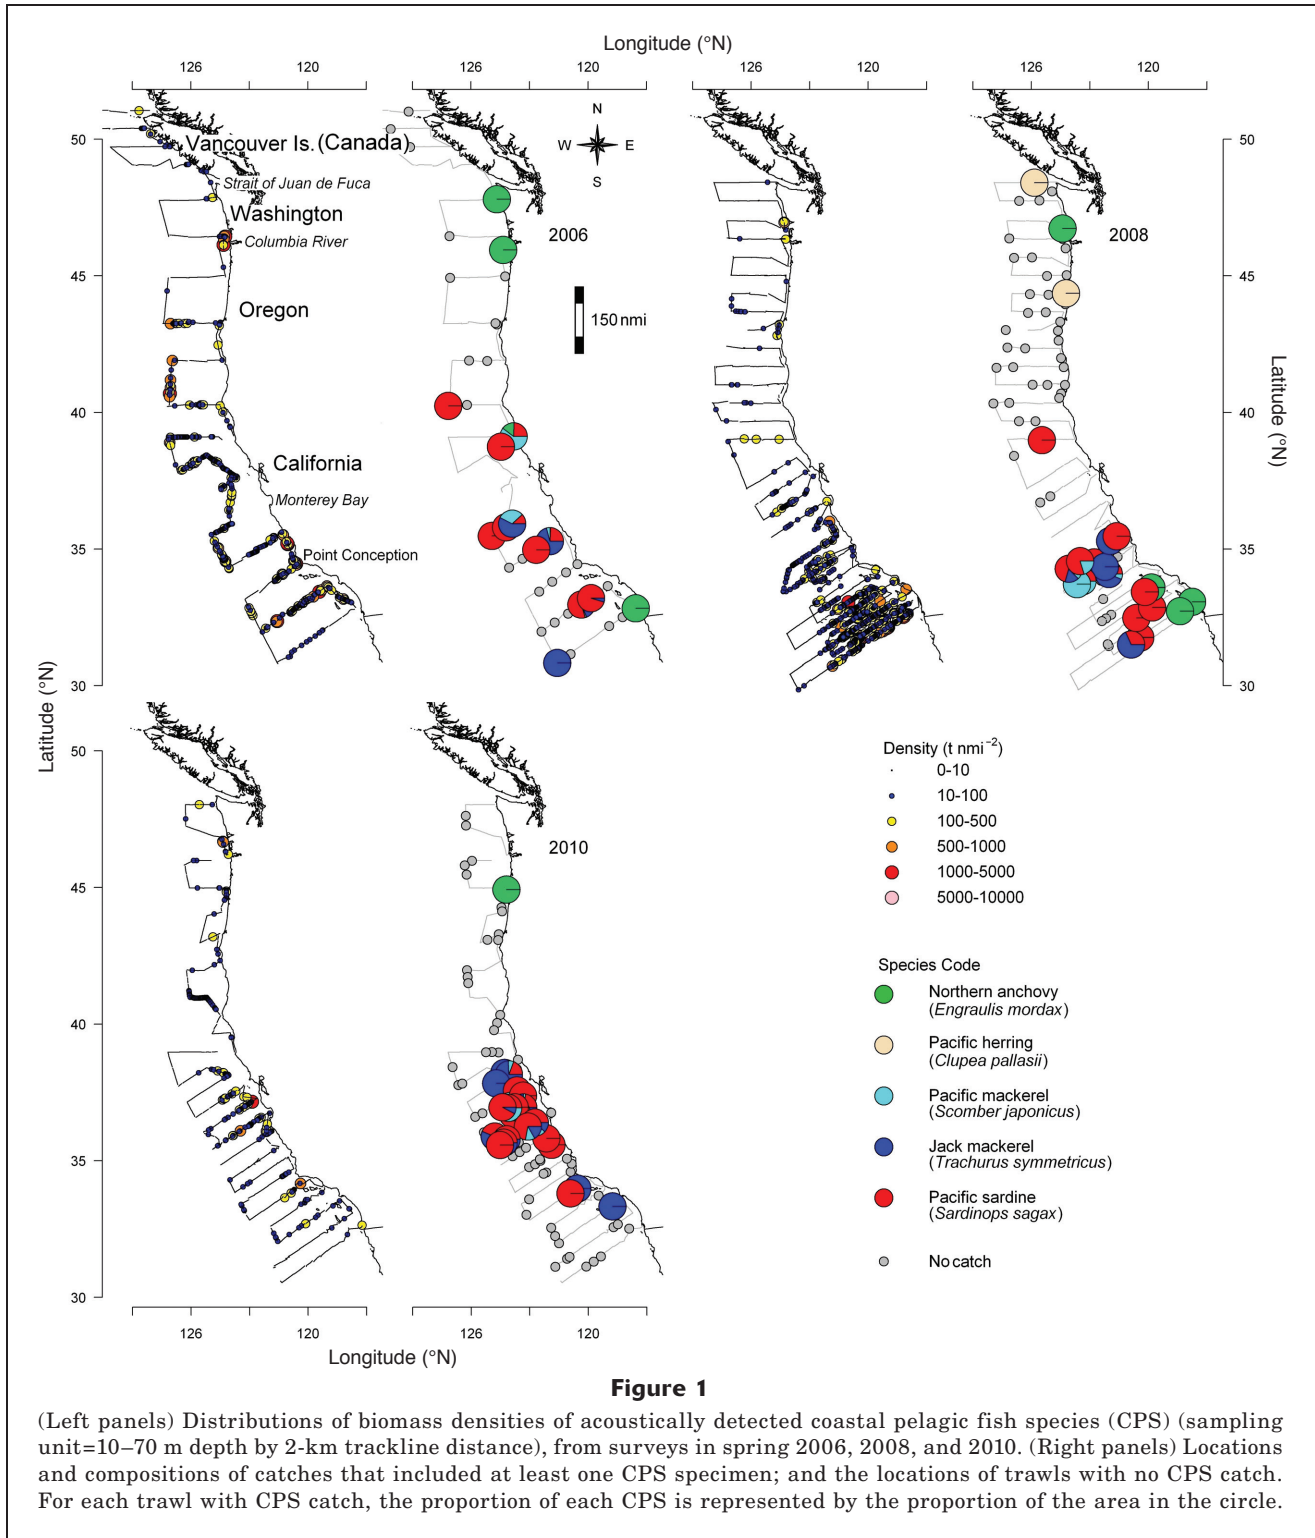 Longitude (°N)
126 120 126 120 126 120 126 120
N
W E
S
50
Vancouver Is. (Canada)
50
Strait of Juan de Fuca
Washington
Columbia River
2006
2008
45
45
Oregon
150 nmi
40
40
California
Monterey Bay
35
Point Conception
35
30
30
Latitude (°N)
Latitude (°N)
50
2010
45
40
35
30
126 120 126 120
Longitude (°N)
Density (t nmi⁻²)
0-10
10-100
100-500
500-1000
1000-5000
5000-10000
Species Code
Northern anchovy
(Engraulis mordax)
Pacific herring
(Clupea pallasii)
Pacific mackerel
(Scomber japonicus)
Jack mackerel
(Trachurus symmetricus)
Pacific sardine
(Sardinops sagax)
No catch
Figure 1
(Left panels) Distributions of biomass densities of acoustically detected coastal pelagic fish species (CPS) (sampling
unit=10–70 m depth by 2-km trackline distance), from surveys in spring 2006, 2008, and 2010. (Right panels) Locations
and compositions of catches that included at least one CPS specimen; and the locations of trawls with no CPS catch.
For each trawl with CPS catch, the proportion of each CPS is represented by the proportion of the area in the circle.